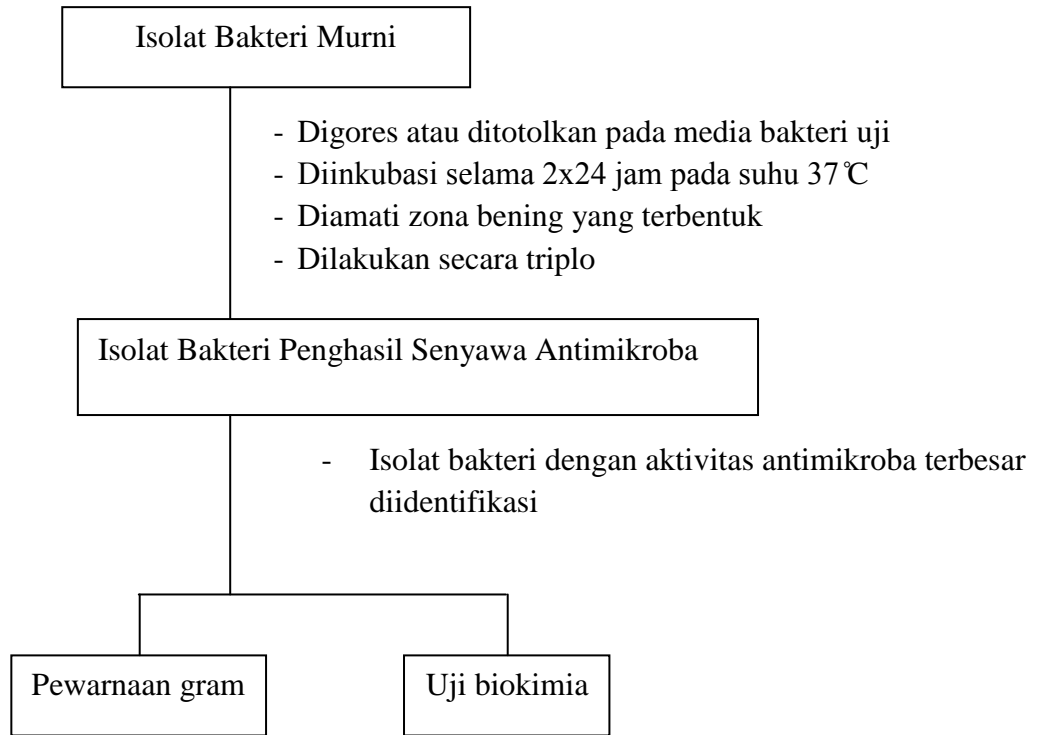 Isolat Bakteri Murni
- Digores atau ditotolkan pada media bakteri uji
- Diinkubasi selama 2x24 jam pada suhu 37℃
- Diamati zona bening yang terbentuk
- Dilakukan secara triplo
Isolat Bakteri Penghasil Senyawa Antimikroba
- Isolat bakteri dengan aktivitas antimikroba terbesar
diidentifikasi
Pewarnaan gram
Uji biokimia